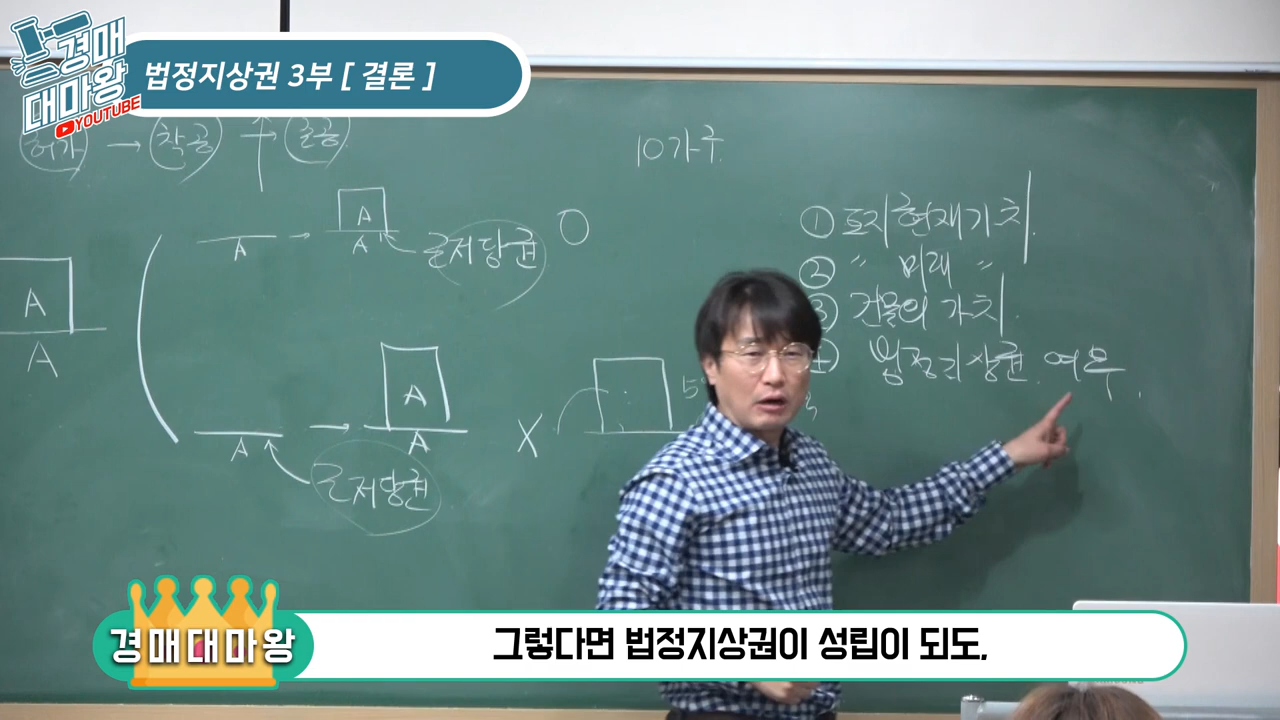 경매
대마왕
YOUTUBE
법정지상권 3부 [ 결론 ]
허가 → 착공 → 준공
10가구
A
A
A
A
A
근저당권
O
A
A
A
근저당권
X
① 토지현재가치
② " 미래 "
③ 건물의 가치
법정지상권 여부
경매대마왕
그렇다면 법정지상권이 성립이 되도,